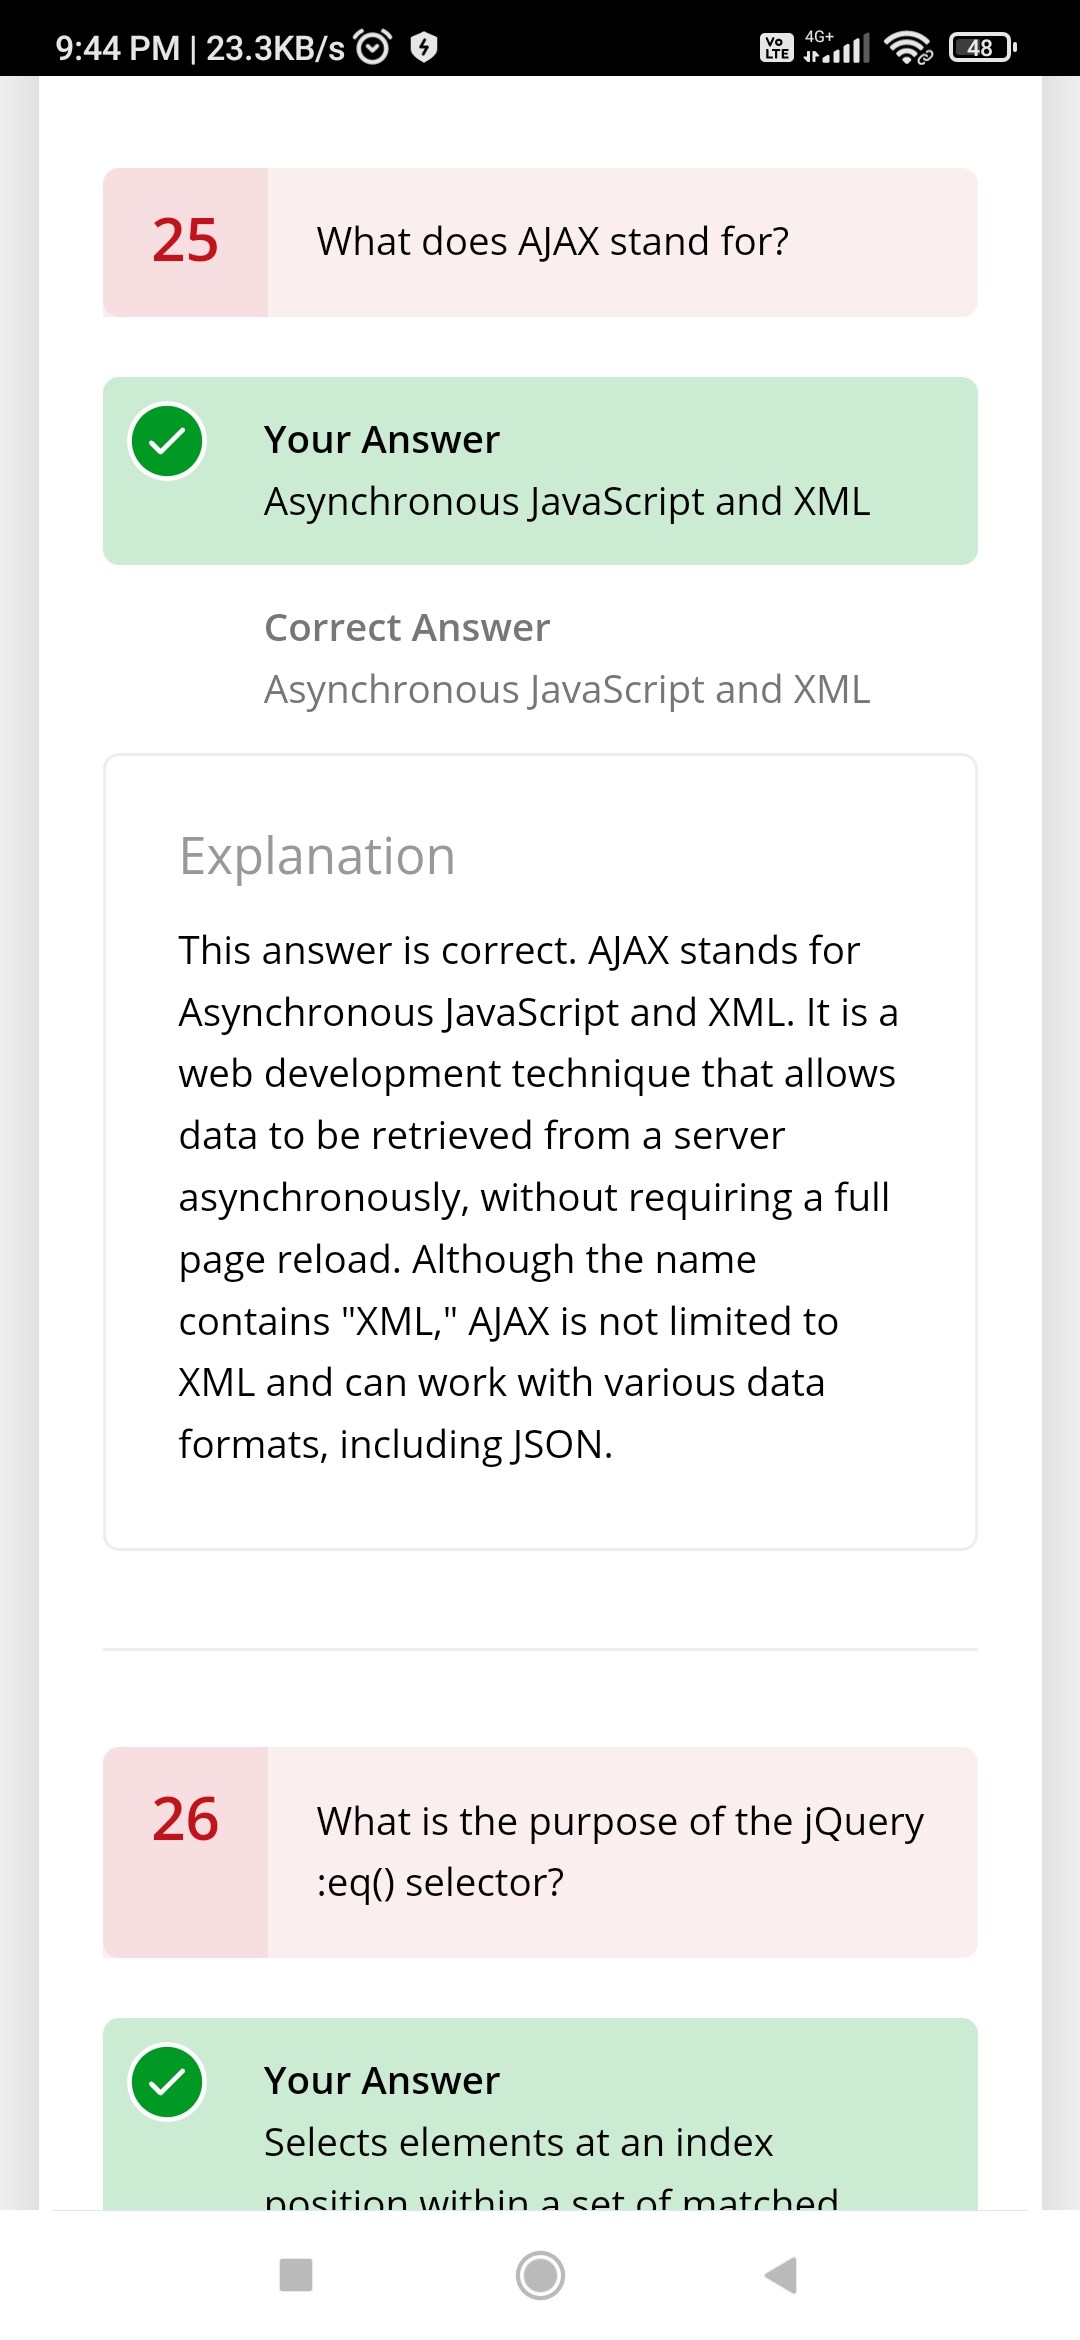 9:44 PM | 23.3KB/s
Vo LTE 4G+ 48
25
What does AJAX stand for?
Your Answer
Asynchronous JavaScript and XML
Correct Answer
Asynchronous JavaScript and XML
Explanation
This answer is correct. AJAX stands for
Asynchronous JavaScript and XML. It is a
web development technique that allows
data to be retrieved from a server
asynchronously, without requiring a full
page reload. Although the name
contains "XML," AJAX is not limited to
XML and can work with various data
formats, including JSON.
26
What is the purpose of the jQuery
:eq() selector?
Your Answer
Selects elements at an index
position within a set of matched